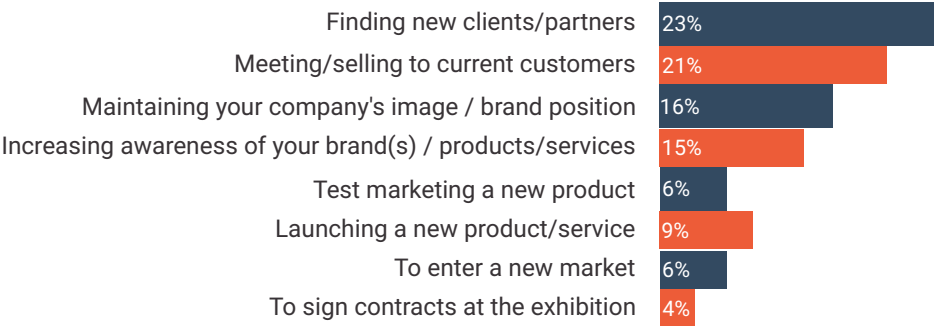 Finding new clients/partners 23%
Meeting/selling to current customers 21%
Maintaining your company's image / brand position 16%
Increasing awareness of your brand(s) / products/services 15%
Test marketing a new product 6%
Launching a new product/service 9%
To enter a new market 6%
To sign contracts at the exhibition 4%